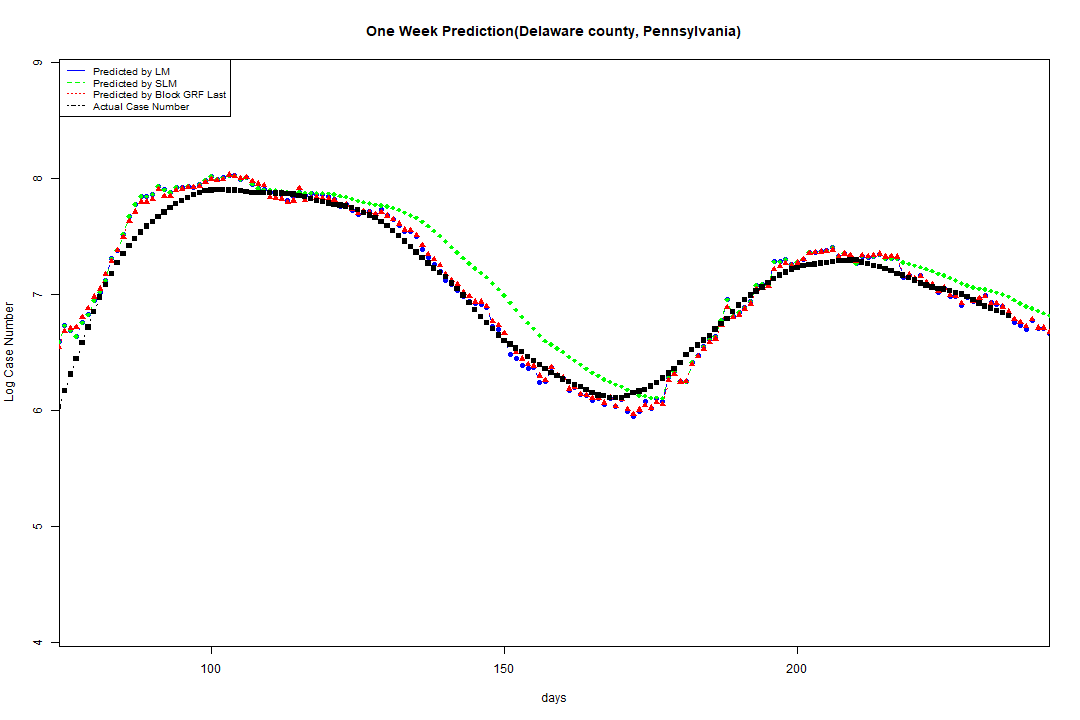 One Week Prediction(Delaware county, Pennsylvania)
Predicted by LM
Predicted by SLM
Predicted by Block GRF Last
Actual Case Number
9
8
7
6
5
4
Log Case Number
100 150 200
days